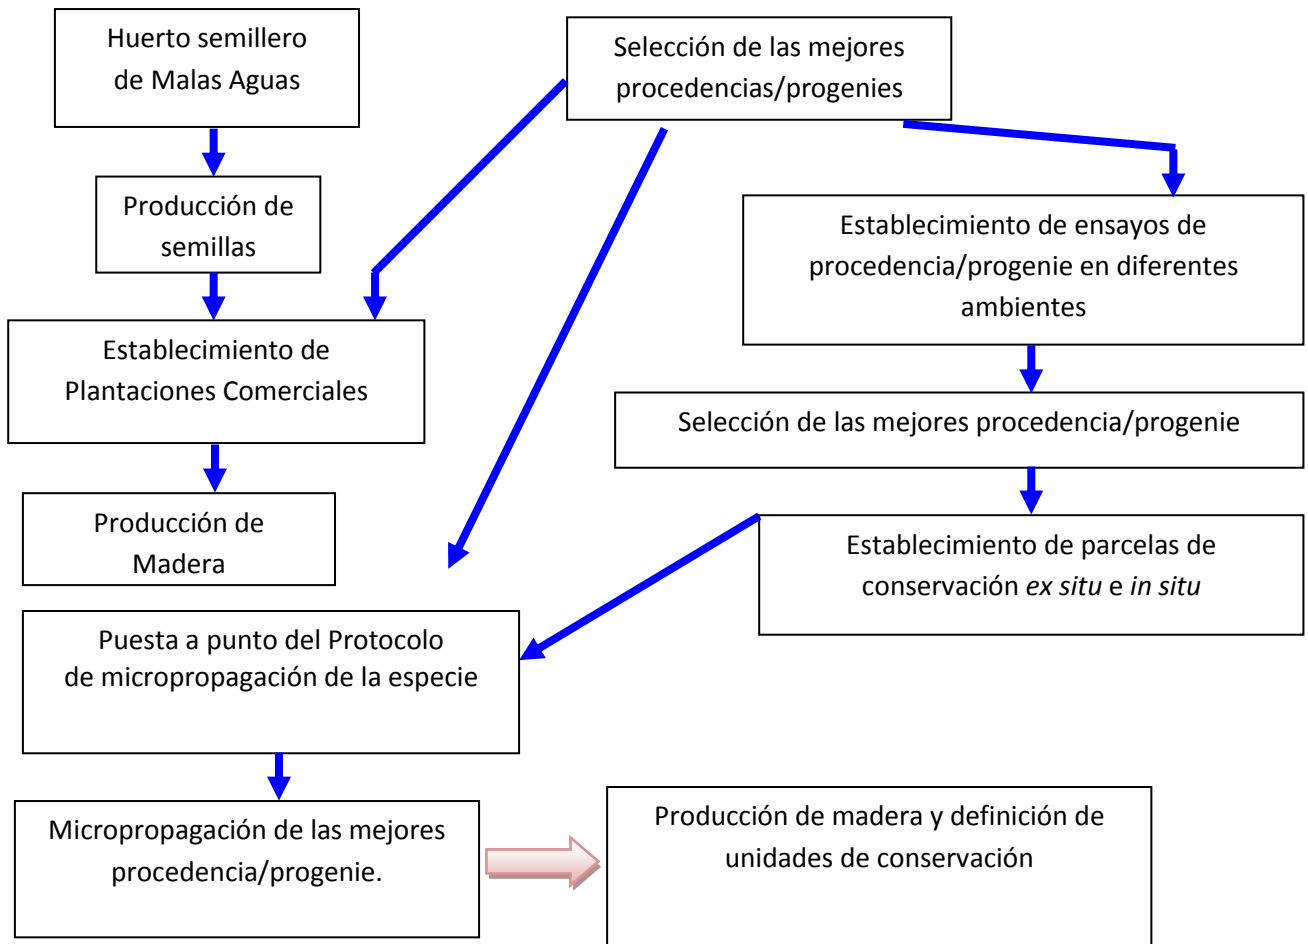 Huerto semillero
de Malas Aguas
Selección de las mejores
procedencias/progenies
Producción de
semillas
Establecimiento de ensayos de
procedencia/progenie en diferentes
ambientes
Establecimiento de
Plantaciones Comerciales
Selección de las mejores procedencia/progenie
Producción de
Madera
Establecimiento de parcelas de
conservación ex situ e in situ
Puesta a punto del Protocolo
de micropropagación de la especie
Micropropagación de las mejores
procedencia/progenie.
Producción de madera y definición de
unidades de conservación